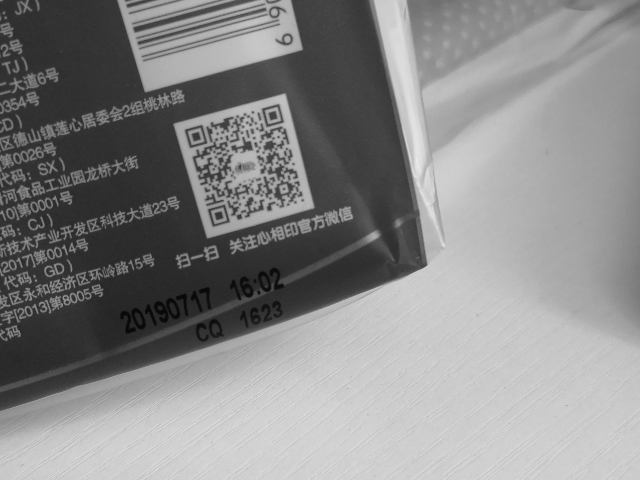 JX)
号
2号
TJ)
二大道6号
0354号
CD)
区德山镇莲心居委会2组桃林路
第0026号
代码: SX)
河食品工业园龙桥大街
10]第0001号
码: CJ)
新技术产业开发区科技大道23号
[2017]第0014号
代码: GD)
发区永和经济区环岭路15号
字[2013]第8005号
代码
06 9
扫一扫 关注心相印官方微信
20190717 16:02
CQ 1623